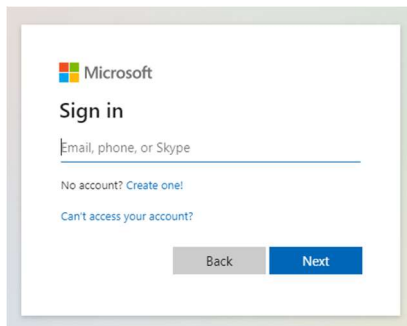 Microsoft
Sign in
Email, phone, or Skype
No account? Create one!
Can't access your account?
Back Next